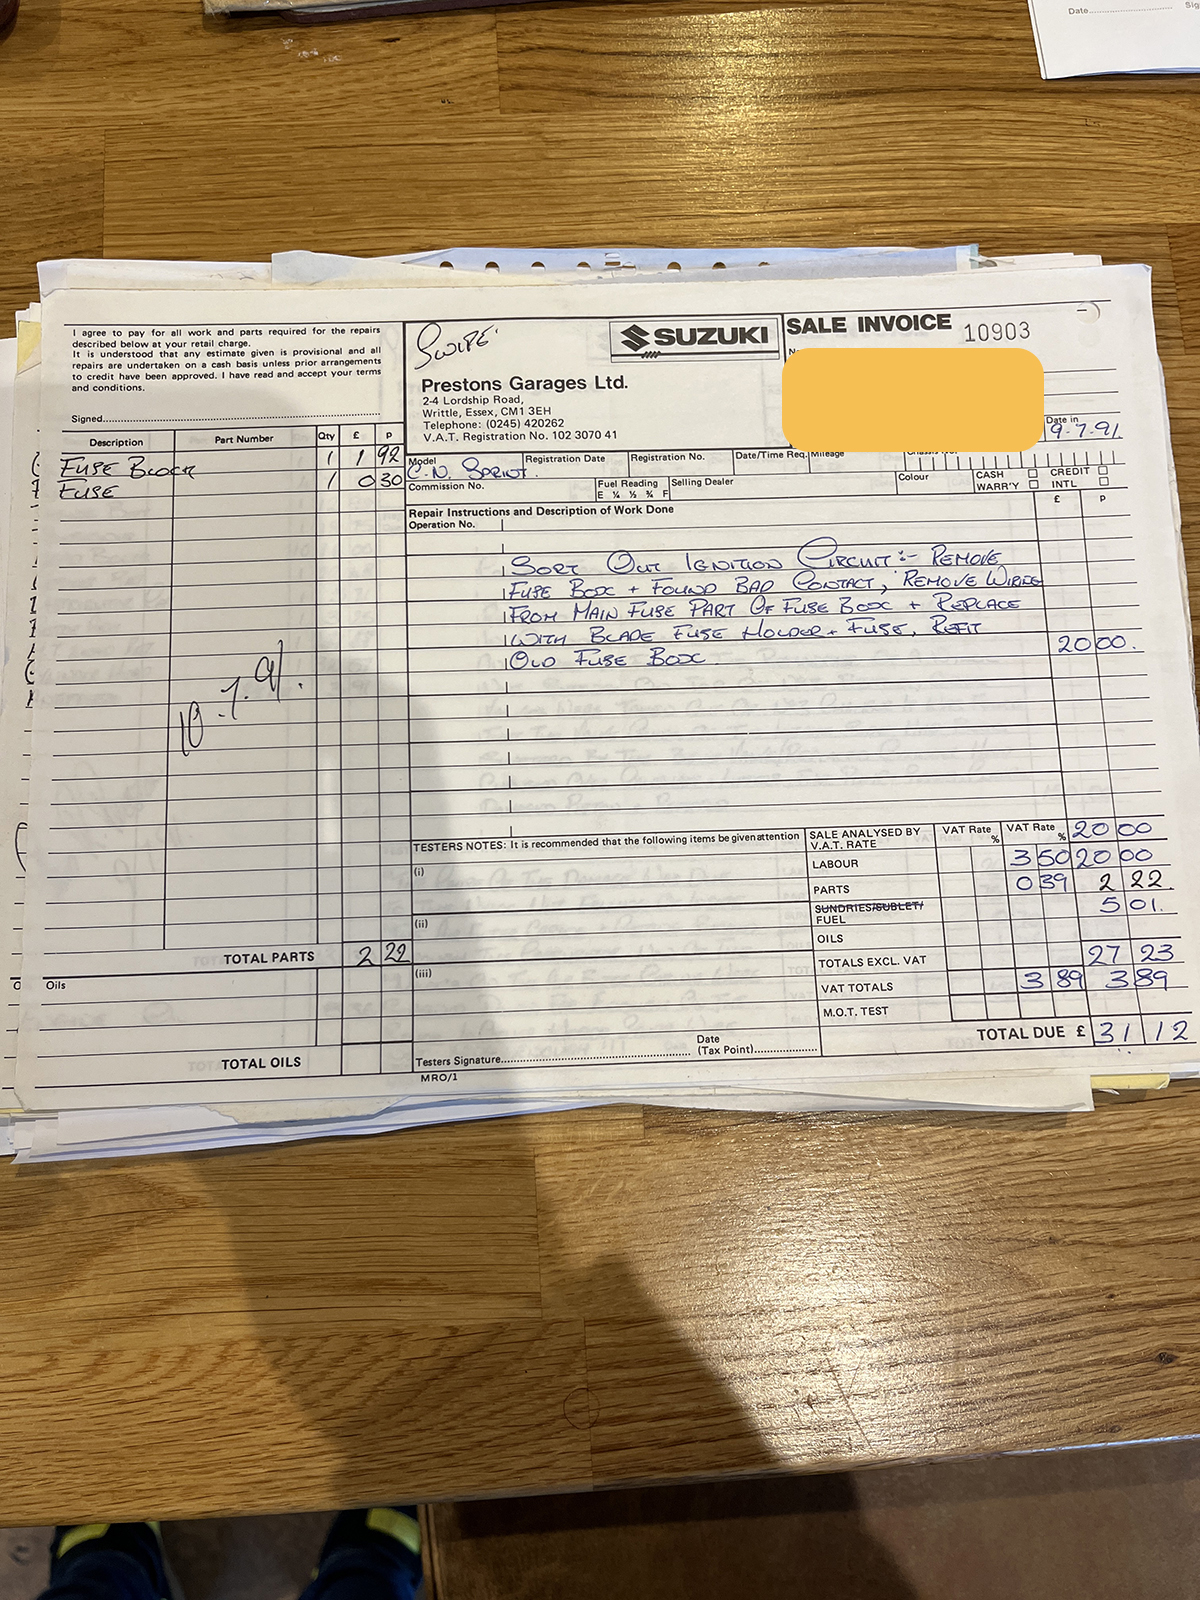 Date
Sig
I agree to pay for all work and parts required for the repairs
described below at your retail charge.
It is understood that any estimate given is provisional and all
repairs are undertaken on a cash basis unless prior arrangements
to credit have been approved. I have read and accept your terms
and conditions.
Signed
SWIPE'
SUZUKI
SALE INVOICE 10903
Prestons Garages Ltd.
2-4 Lordship Road,
Writtle, Essex, CM1 3EH
Telephone: (0245) 420262
V.A.T. Registration No. 102 3070 41
Date in
9-7-91
Description Part Number Qty £ p
FUSE BLOCK 1 1 92
FUSE 1 0 30
Model Registration Date Registration No. Date/Time Req. Mileage
C.N. SPRINT.
Commission No. Fuel Reading Selling Dealer Colour CASH CREDIT
E ¼ ½ ¾ F WARR'Y INTL
Repair Instructions and Description of Work Done £ p
Operation No.
SORT OUT IGNITION CIRCUIT:- REMOVE
FUSE BOX + FOUND BAD CONTACT, REMOVE WIRING
FROM MAIN FUSE PART OF FUSE BOX + REPLACE
WITH BLADE FUSE HOLDER + FUSE, REFIT
OLD FUSE BOX. 20 00.
10.7.91.
TESTERS NOTES: It is recommended that the following items be given attention
(i)
(ii)
(iii)
SALE ANALYSED BY V.A.T. RATE VAT Rate % VAT Rate % 20 00
LABOUR 3 50 20 00
PARTS 0 39 2 22.
SUNDRIES/SUBLET/
FUEL 5 01.
OILS
TOTALS EXCL. VAT 27 23
VAT TOTALS 3 89 3 89
M.O.T. TEST
TOTAL DUE £ 31 12
TOTAL PARTS 2 22
Oils
TOTAL OILS
Testers Signature
Date
(Tax Point)
MRO/1